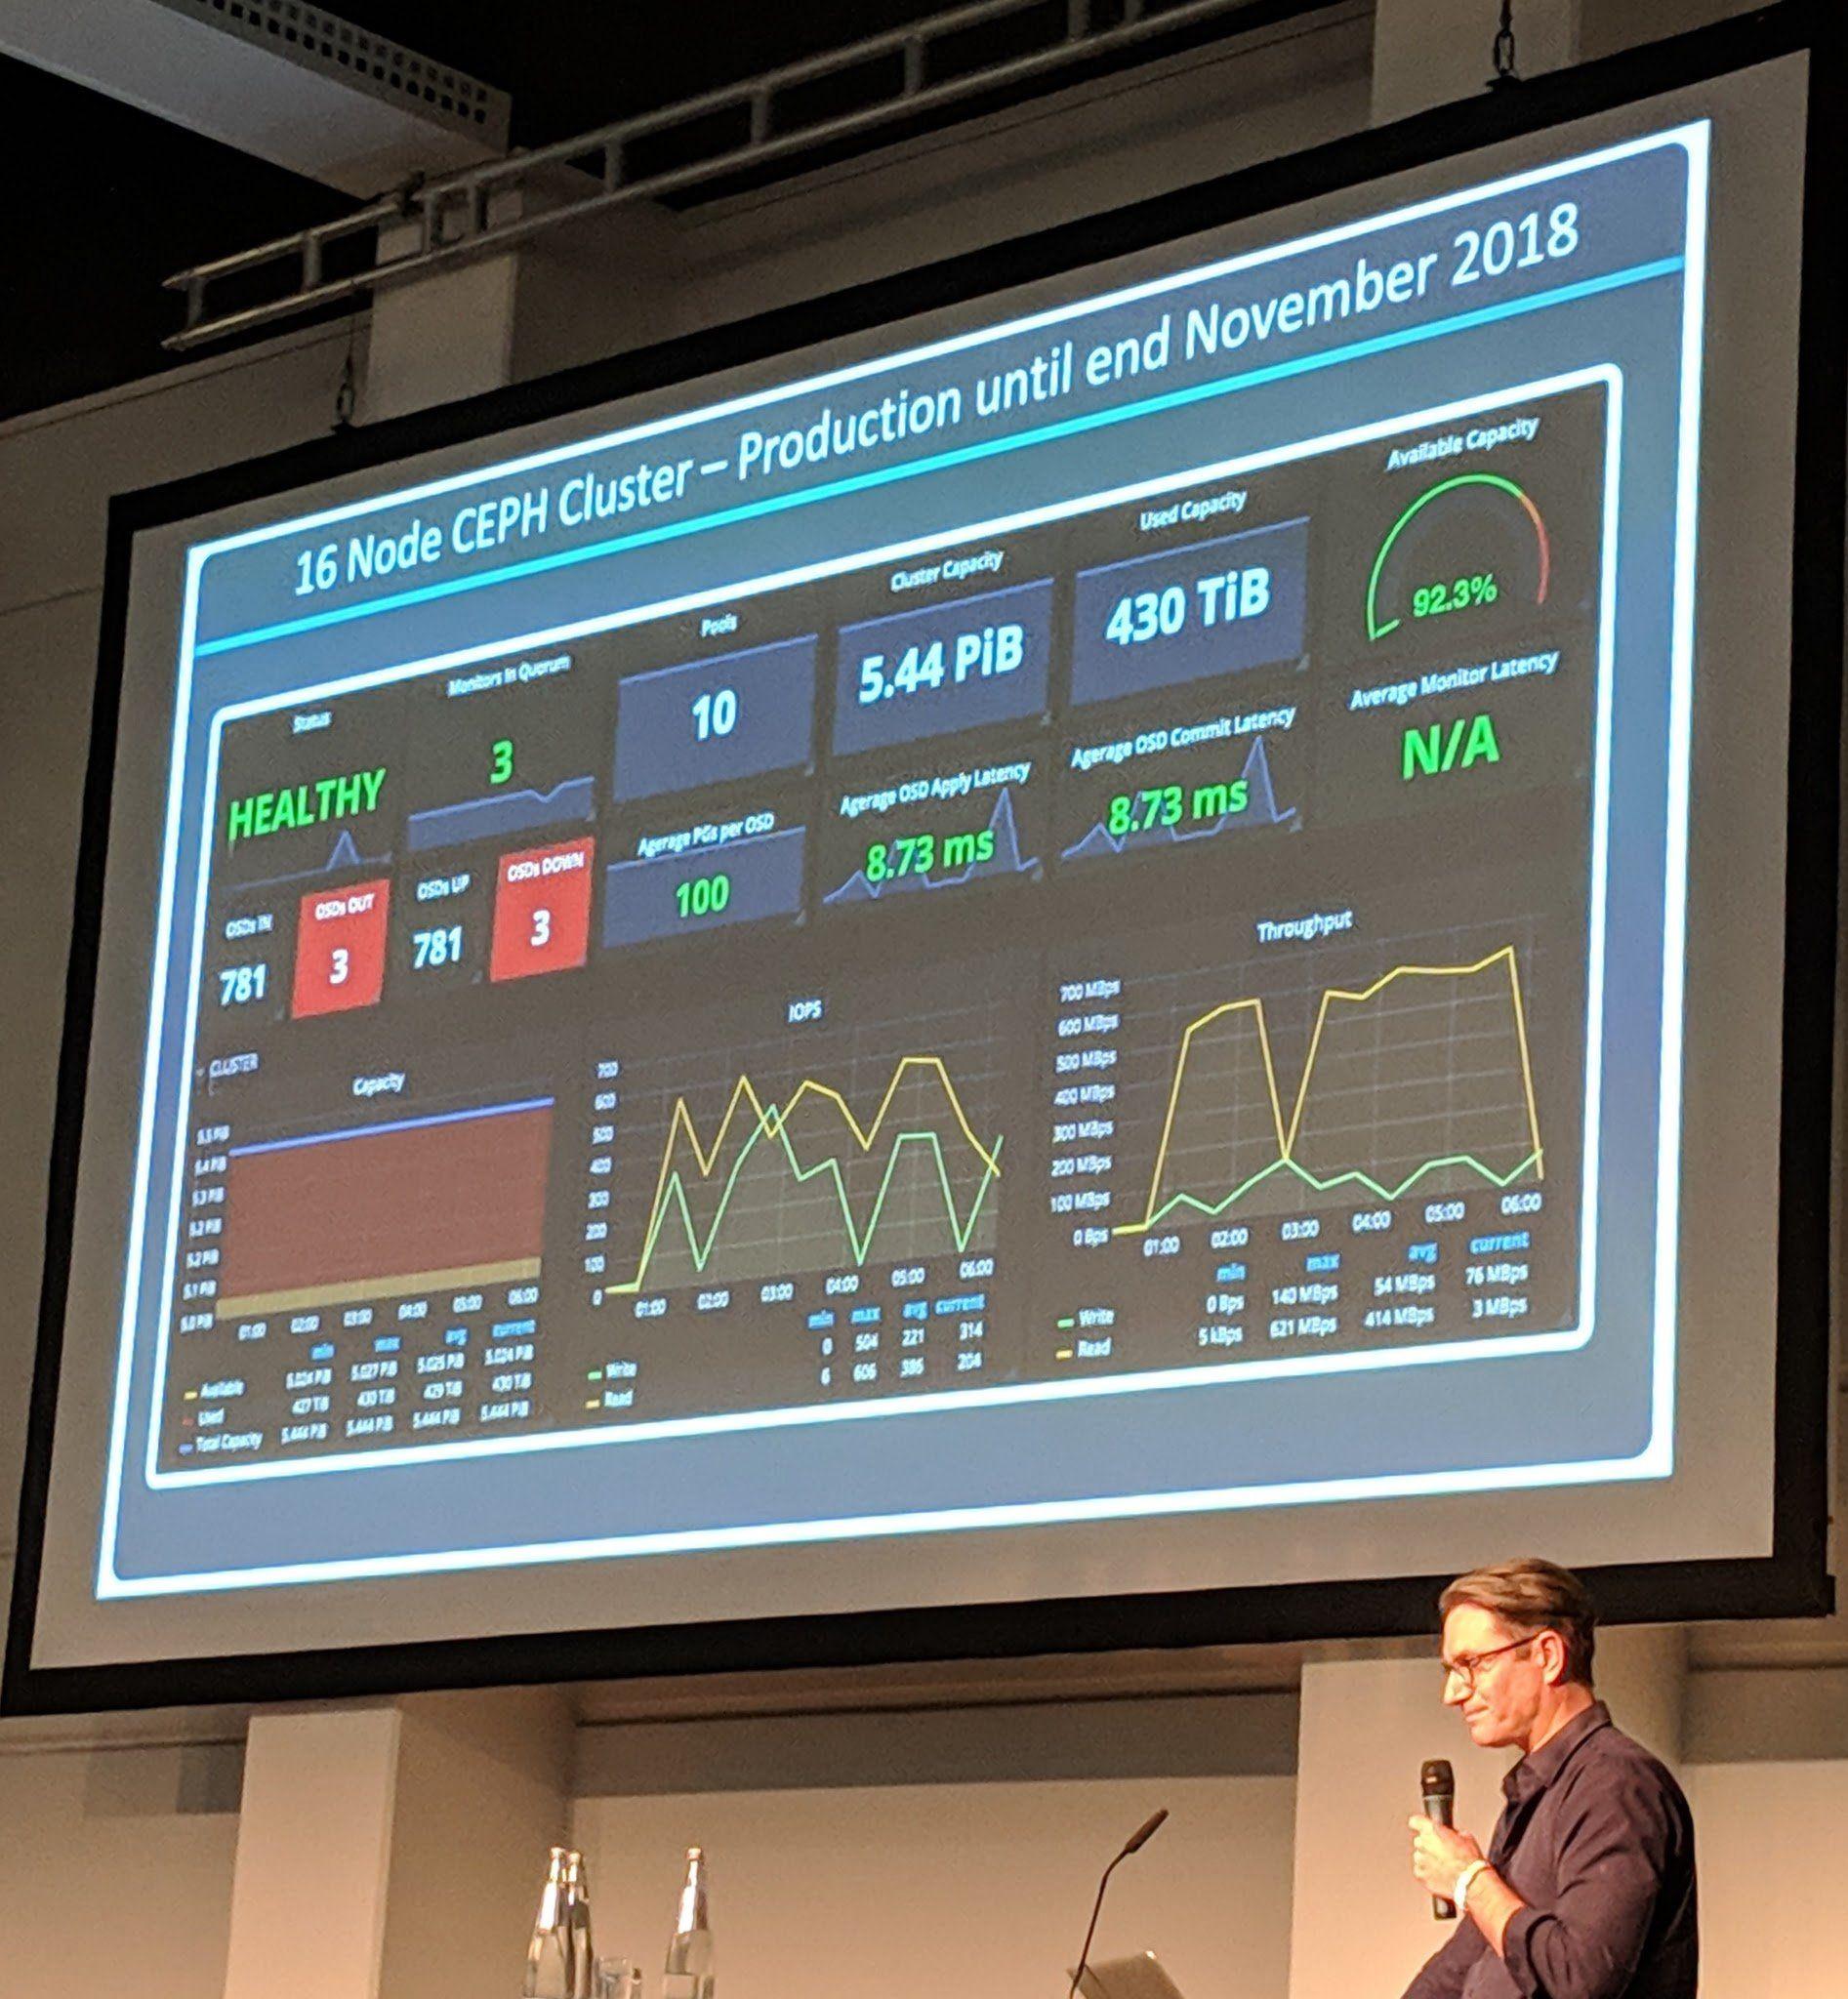 16 Node CEPH Cluster – Production until end November 2018
Status
HEALTHY
Monitors In Quorum
3
Pools
10
Cluster Capacity
5.44 PiB
Used Capacity
430 TiB
Available Capacity
92.3%
OSDs IN
781
OSDs OUT
3
OSDs UP
781
OSDs DOWN
3
Agerage PGs per OSD
100
Agerage OSD Apply Latency
8.73 ms
Agerage OSD Commit Latency
8.73 ms
Average Monitor Latency
N/A
CLUSTER
Capacity
5.5 PiB
5.4 PiB
5.3 PiB
5.2 PiB
5.2 PiB
5.1 PiB
5.0 PiB
01:00 02:00 03:00 04:00 05:00 06:00
min max avg current
Available 5.024 PiB 5.027 PiB 5.025 PiB 5.024 PiB
Used 427 TiB 430 TiB 429 TiB 430 TiB
Total Capacity 5.444 PiB 5.444 PiB 5.444 PiB 5.444 PiB
IOPS
700
600
500
400
300
200
100
0
01:00 02:00 03:00 04:00 05:00 06:00
min max avg current
Write 0 504 221 314
Read 6 606 204
Throughput
700 MBps
600 MBps
500 MBps
400 MBps
300 MBps
200 MBps
100 MBps
0 Bps
01:00 02:00 03:00 04:00 05:00 06:00
min max avg current
Write 0 Bps 140 MBps 54 MBps 76 MBps
Read 5 kBps 621 MBps 414 MBps 3 MBps